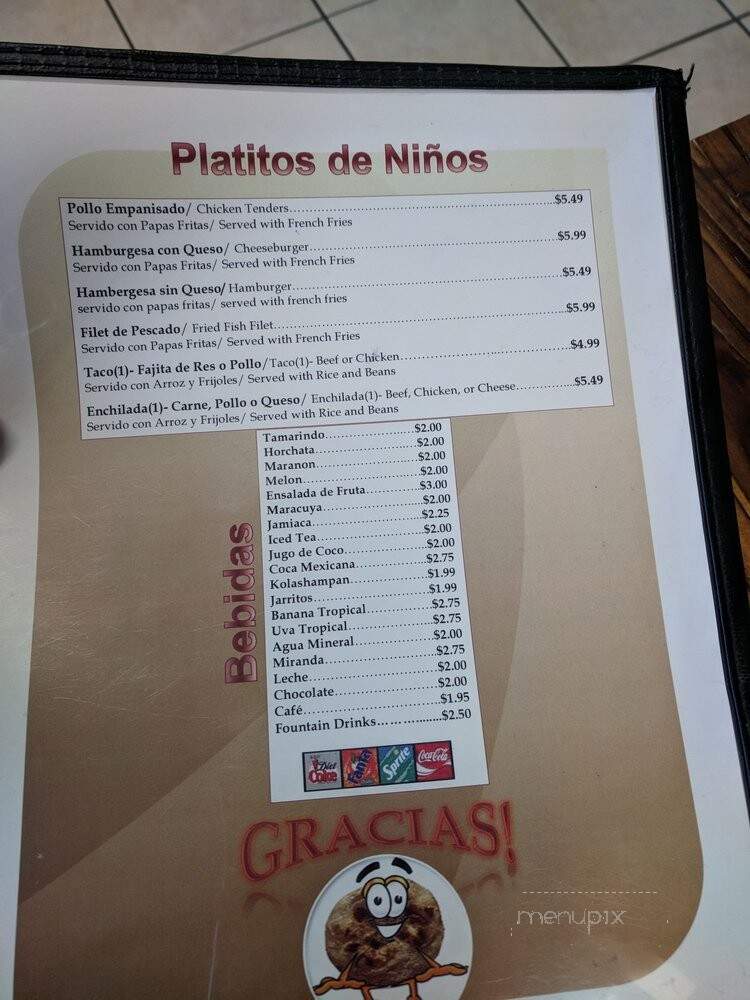 Platitos de Niños
Pollo Empanisado/ Chicken Tenders..............................$5.49
Servido con Papas Fritas/ Served with French Fries
Hamburgesa con Queso/ Cheeseburger..............................$5.99
Servido con Papas Fritas/ Served with French Fries
Hambergesa sin Queso/ Hamburger..............................$5.49
servido con papas fritas/ served with french fries
Filet de Pescado/ Fried Fish Filet..............................$5.99
Servido con Papas Fritas/ Served with French Fries
Taco(1)- Fajita de Res o Pollo/Taco(1)- Beef or Chicken..............................$4.99
Servido con Arroz y Frijoles/ Served with Rice and Beans
Enchilada(1)- Carne, Pollo o Queso/ Enchilada(1)- Beef, Chicken, or Cheese...............$5.49
Servido con Arroz y Frijoles/ Served with Rice and Beans
Bebidas
Tamarindo....................$2.00
Horchata....................$2.00
Maranon....................$2.00
Melon....................$2.00
Ensalada de Fruta............$3.00
Maracuya....................$2.00
Jamiaca....................$2.25
Iced Tea....................$2.00
Jugo de Coco................$2.00
Coca Mexicana...............$2.75
Kolashampan................$1.99
Jarritos....................$1.99
Banana Tropical..............$2.75
Uva Tropical................$2.75
Agua Mineral................$2.00
Miranda....................$2.75
Leche....................$2.00
Chocolate....................$2.00
Café....................$1.95
Fountain Drinks... ... ..........$2.50
Diet Coke Fanta Sprite Coca-Cola
GRACIAS!
menupix